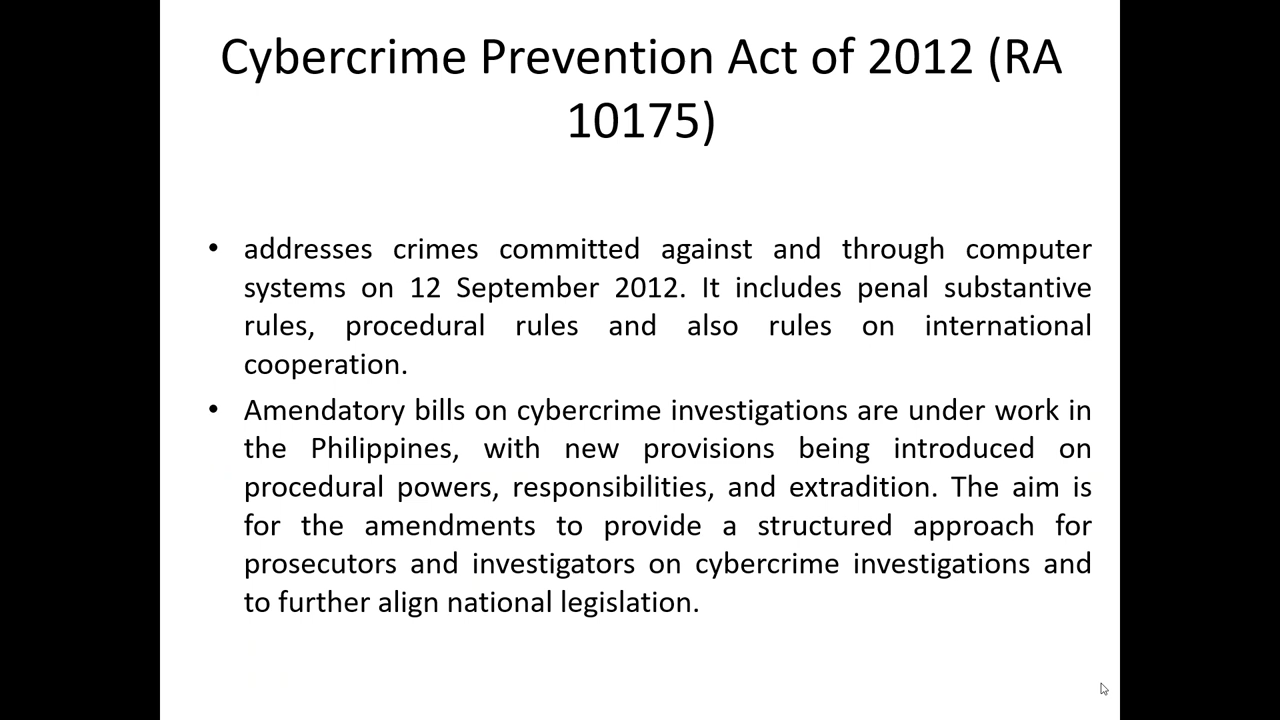 Cybercrime Prevention Act of 2012 (RA
10175)
• addresses crimes committed against and through computer
systems on 12 September 2012. It includes penal substantive
rules, procedural rules and also rules on international
cooperation.
• Amendatory bills on cybercrime investigations are under work in
the Philippines, with new provisions being introduced on
procedural powers, responsibilities, and extradition. The aim is
for the amendments to provide a structured approach for
prosecutors and investigators on cybercrime investigations and
to further align national legislation.